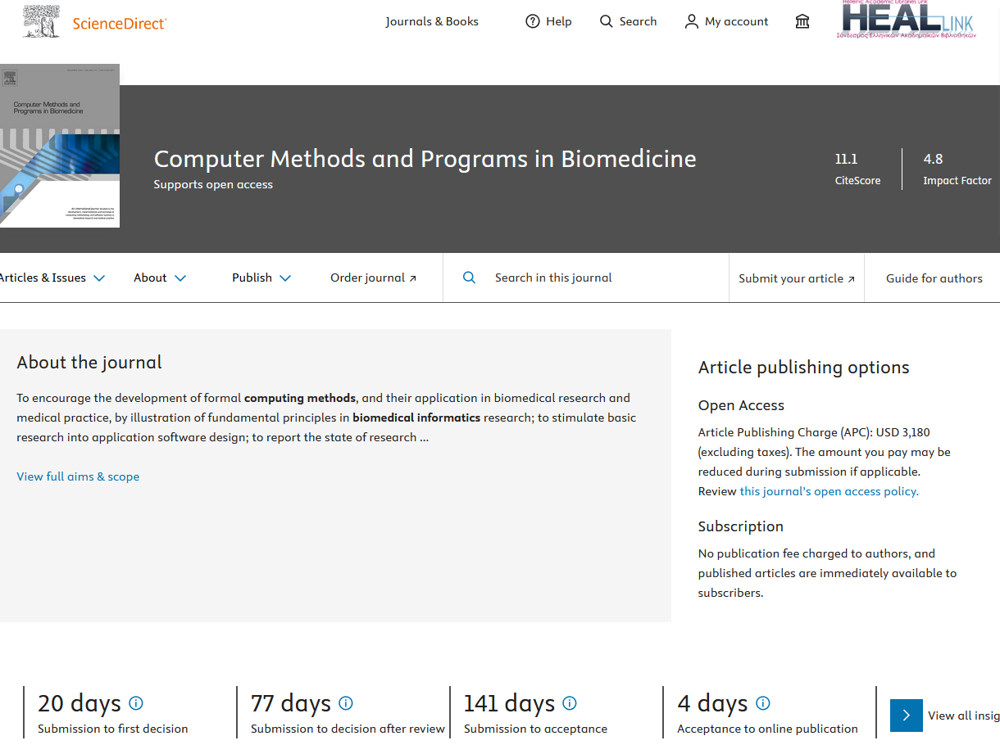 ScienceDirect®
Journals & Books
Help
Search
My account
Hellenic Academic Libraries Link
HEAL LINK
Σύνδεσμος Ελληνικών Ακαδημαϊκών Βιβλιοθηκών
Computer Methods and
Programs in Biomedicine
Computer Methods and Programs in Biomedicine
Supports open access
11.1
CiteScore
4.8
Impact Factor
Articles & Issues
About
Publish
Order journal
Search in this journal
Submit your article
Guide for authors
About the journal
To encourage the development of formal computing methods, and their application in biomedical research and
medical practice, by illustration of fundamental principles in biomedical informatics research; to stimulate basic
research into application software design; to report the state of research ...
View full aims & scope
Article publishing options
Open Access
Article Publishing Charge (APC): USD 3,180
(excluding taxes). The amount you pay may be
reduced during submission if applicable.
Review this journal's open access policy.
Subscription
No publication fee charged to authors, and
published articles are immediately available to
subscribers.
20 days
Submission to first decision
77 days
Submission to decision after review
141 days
Submission to acceptance
4 days
Acceptance to online publication
View all insig